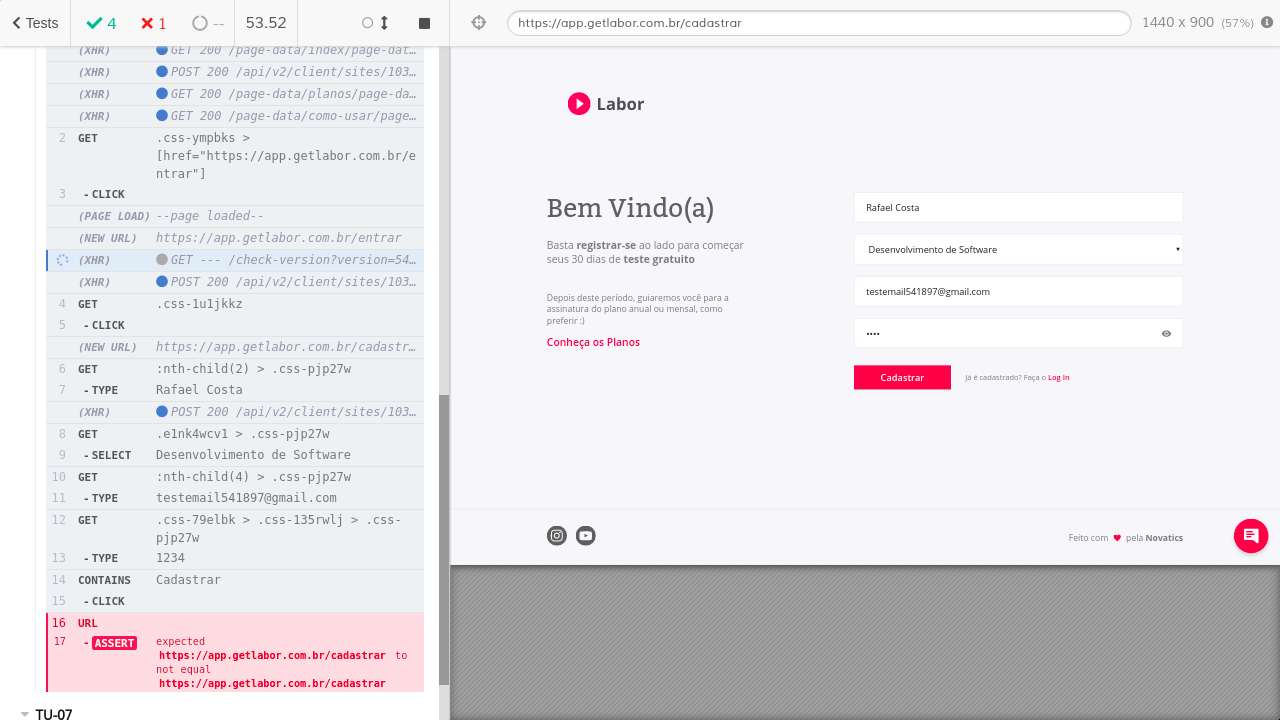 Tests
4
1
--
53.52
https://app.getlabor.com.br/cadastrar
1440 x 900 (57%)
(XHR) GET 200 /page-data/index/page-dat…
(XHR) POST 200 /api/v2/client/sites/103…
(XHR) GET 200 /page-data/planos/page-da…
(XHR) GET 200 /page-data/como-usar/page…
2 GET .css-ympbks >
[href="https://app.getlabor.com.br/e
ntrar"]
3 -CLICK
(PAGE LOAD) --page loaded--
(NEW URL) https://app.getlabor.com.br/entrar
(XHR) GET --- /check-version?version=54…
(XHR) POST 200 /api/v2/client/sites/103…
4 GET .css-1u1jkkz
5 -CLICK
(NEW URL) https://app.getlabor.com.br/cadastr…
6 GET :nth-child(2) > .css-pjp27w
7 -TYPE Rafael Costa
(XHR) POST 200 /api/v2/client/sites/103…
8 GET .e1nk4wcv1 > .css-pjp27w
9 -SELECT Desenvolvimento de Software
10 GET :nth-child(4) > .css-pjp27w
11 -TYPE testemail541897@gmail.com
12 GET .css-79elbk > .css-135rwlj > .css-
pjp27w
13 -TYPE 1234
14 CONTAINS Cadastrar
15 -CLICK
16 URL
17 -ASSERT expected
https://app.getlabor.com.br/cadastrar to
not equal
https://app.getlabor.com.br/cadastrar
TU-07
Labor
Bem Vindo(a)
Basta registrar-se ao lado para começar
seus 30 dias de teste gratuito
Depois deste período, guiaremos você para a
assinatura do plano anual ou mensal, como
preferir :)
Conheça os Planos
Rafael Costa
Desenvolvimento de Software
testemail541897@gmail.com
••••
Cadastrar
Já é cadastrado? Faça o Log In
Feito com ♥ pela Novatics